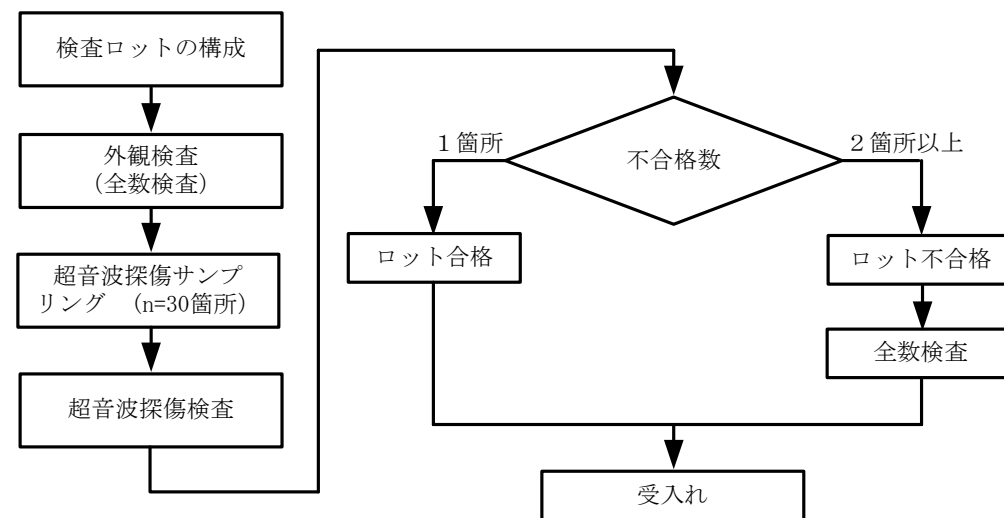 検査ロットの構成
外観検査
(全数検査)
超音波探傷サンプ
リング (n=30箇所)
超音波探傷検査
不合格数
1箇所
2箇所以上
ロット合格
ロット不合格
全数検査
受入れ